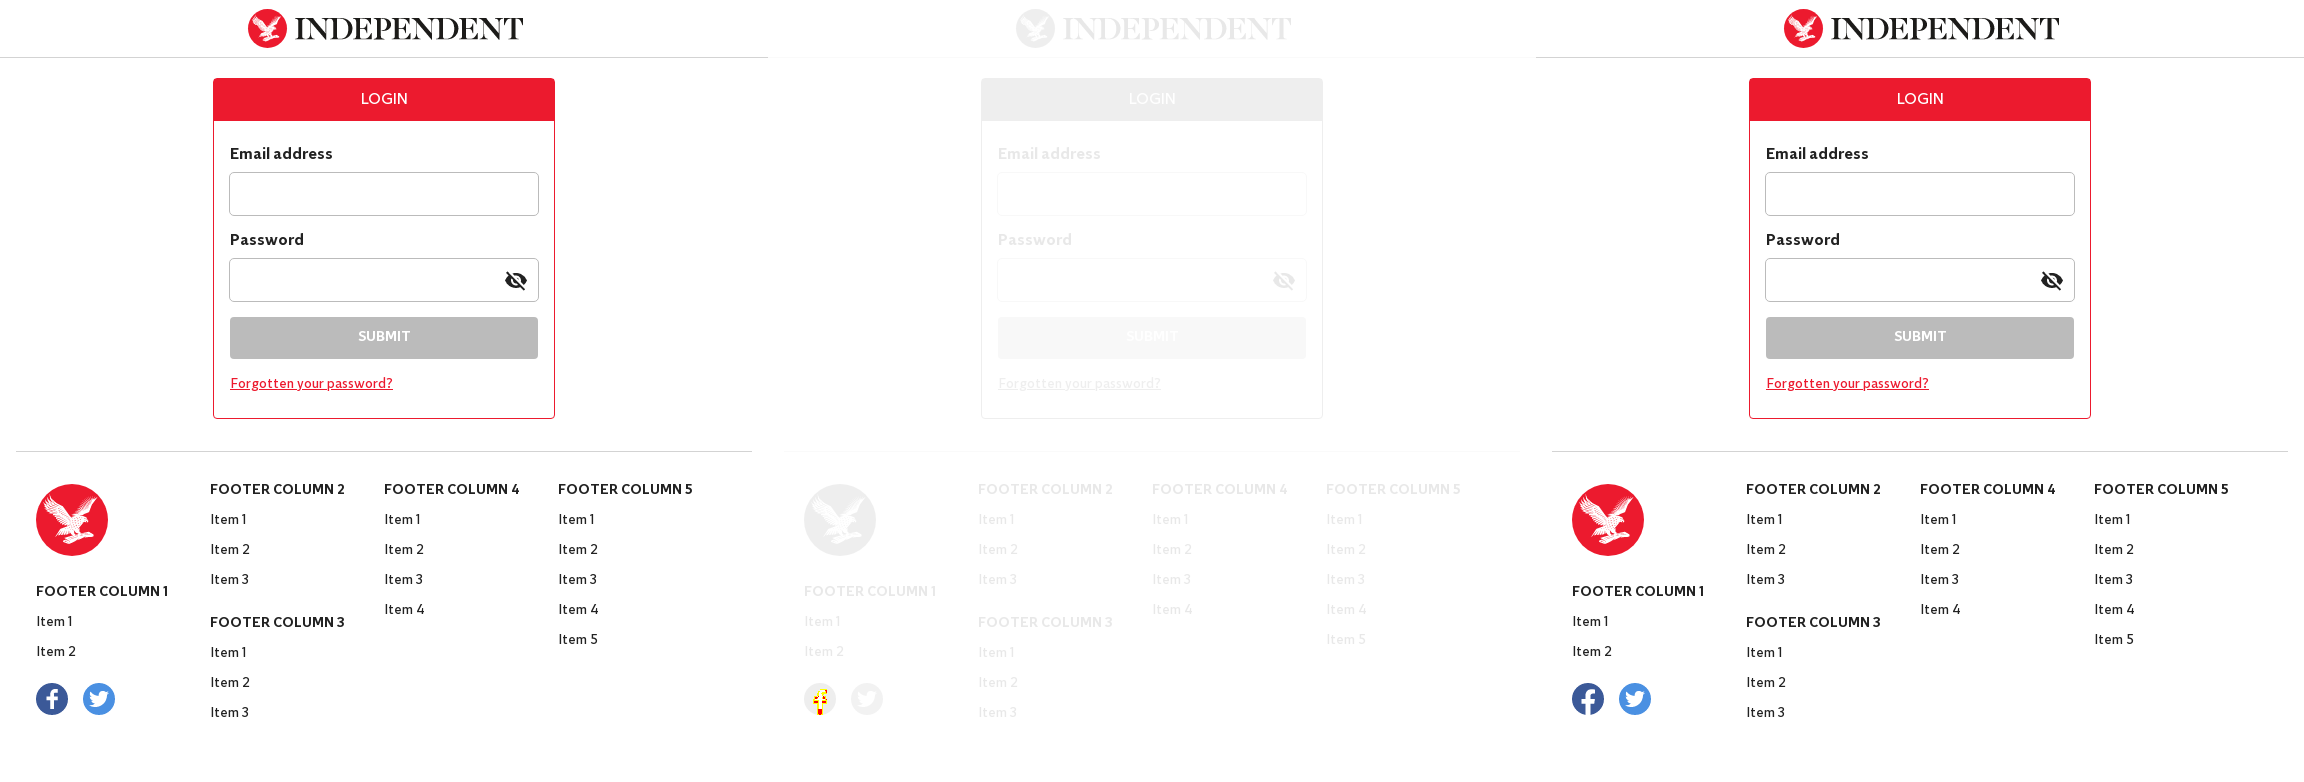 INDEPENDENT
LOGIN
Email address
Password
SUBMIT
Forgotten your password?
FOOTER COLUMN 1
Item 1
Item 2
FOOTER COLUMN 2
Item 1
Item 2
Item 3
FOOTER COLUMN 3
Item 1
Item 2
Item 3
FOOTER COLUMN 4
Item 1
Item 2
Item 3
Item 4
FOOTER COLUMN 5
Item 1
Item 2
Item 3
Item 4
Item 5
INDEPENDENT
LOGIN
Email address
Password
SUBMIT
Forgotten your password?
FOOTER COLUMN 1
Item 1
Item 2
FOOTER COLUMN 2
Item 1
Item 2
Item 3
FOOTER COLUMN 3
Item 1
Item 2
Item 3
FOOTER COLUMN 4
Item 1
Item 2
Item 3
Item 4
FOOTER COLUMN 5
Item 1
Item 2
Item 3
Item 4
Item 5
INDEPENDENT
LOGIN
Email address
Password
SUBMIT
Forgotten your password?
FOOTER COLUMN 1
Item 1
Item 2
FOOTER COLUMN 2
Item 1
Item 2
Item 3
FOOTER COLUMN 3
Item 1
Item 2
Item 3
FOOTER COLUMN 4
Item 1
Item 2
Item 3
Item 4
FOOTER COLUMN 5
Item 1
Item 2
Item 3
Item 4
Item 5